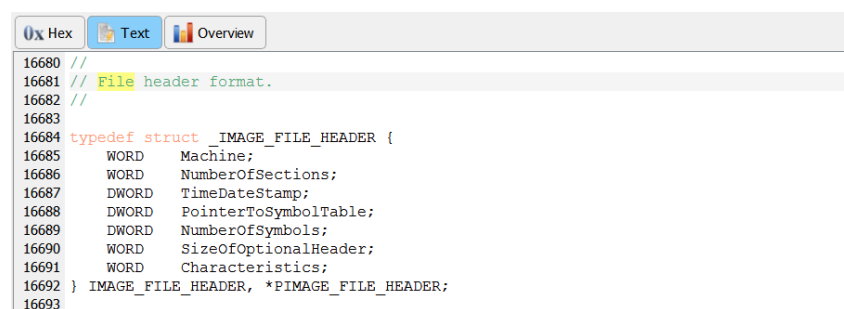 0x Hex Text Overview
16680 //
16681 // File header format.
16682 //
16683
16684 typedef struct _IMAGE_FILE_HEADER {
16685     WORD    Machine;
16686     WORD    NumberOfSections;
16687     DWORD   TimeDateStamp;
16688     DWORD   PointerToSymbolTable;
16689     DWORD   NumberOfSymbols;
16690     WORD    SizeOfOptionalHeader;
16691     WORD    Characteristics;
16692 } IMAGE_FILE_HEADER, *PIMAGE_FILE_HEADER;
16693